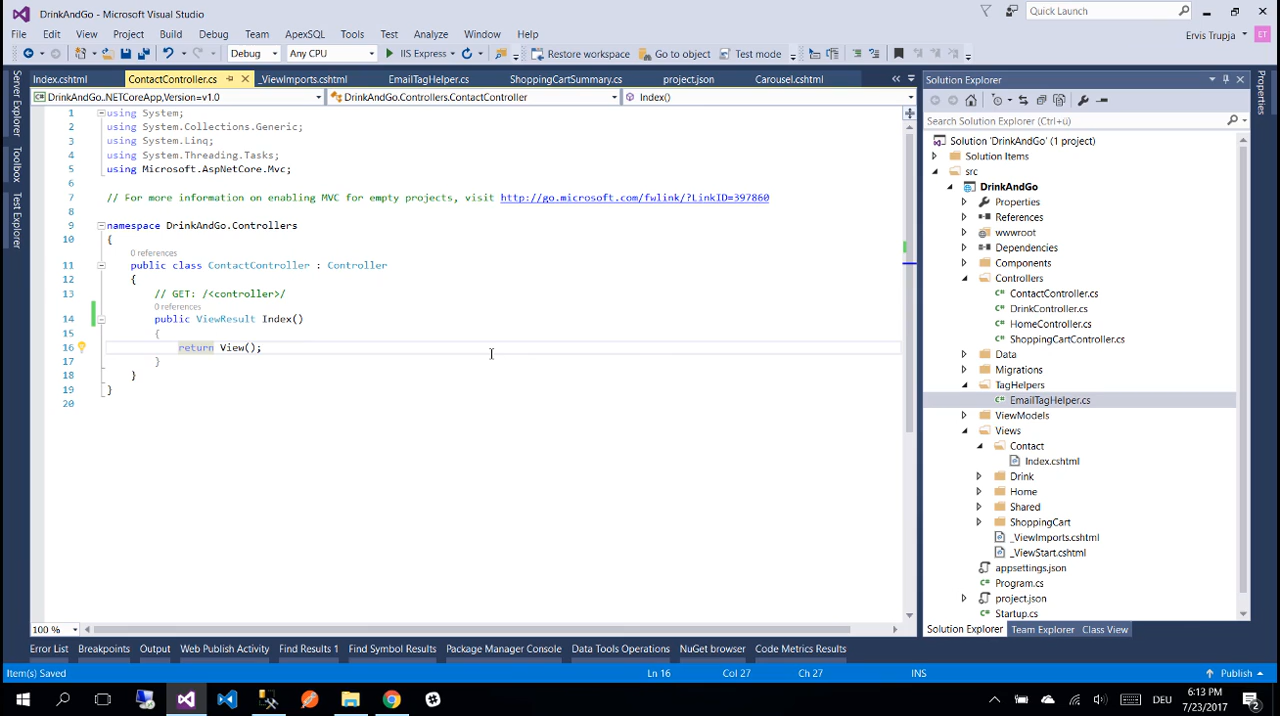 DrinkAndGo - Microsoft Visual Studio
Quick Launch
File Edit View Project Build Debug Team ApexSQL Tools Test Analyze Window Help
Ervis Trupja ET
Debug Any CPU IIS Express Restore workspace Go to object Test mode
Index.cshtml ContactController.cs _ViewImports.cshtml EmailTagHelper.cs ShoppingCartSummary.cs project.json Carousel.cshtml
DrinkAndGo..NETCoreApp,Version=v1.0 DrinkAndGo.Controllers.ContactController Index()
Server Explorer
Toolbox
Test Explorer
1 using System;
2 using System.Collections.Generic;
3 using System.Linq;
4 using System.Threading.Tasks;
5 using Microsoft.AspNetCore.Mvc;
6
7 // For more information on enabling MVC for empty projects, visit http://go.microsoft.com/fwlink/?LinkID=397860
8
9 namespace DrinkAndGo.Controllers
10 {
0 references
11 public class ContactController : Controller
12 {
13 // GET: /<controller>/
0 references
14 public ViewResult Index()
15 {
16 return View();
17 }
18 }
19 }
20
100 %
Solution Explorer
Search Solution Explorer (Ctrl+ü)
Solution 'DrinkAndGo' (1 project)
Solution Items
src
DrinkAndGo
Properties
References
wwwroot
Dependencies
Components
Controllers
C# ContactController.cs
C# DrinkController.cs
C# HomeController.cs
C# ShoppingCartController.cs
Data
Migrations
TagHelpers
C# EmailTagHelper.cs
ViewModels
Views
Contact
Index.cshtml
Drink
Home
Shared
ShoppingCart
_ViewImports.cshtml
_ViewStart.cshtml
appsettings.json
C# Program.cs
project.json
C# Startup.cs
Solution Explorer Team Explorer Class View
Properties
Error List Breakpoints Output Web Publish Activity Find Results 1 Find Symbol Results Package Manager Console Data Tools Operations NuGet browser Code Metrics Results
Item(s) Saved Ln 16 Col 27 Ch 27 INS Publish
DEU 6:13 PM
7/23/2017 2